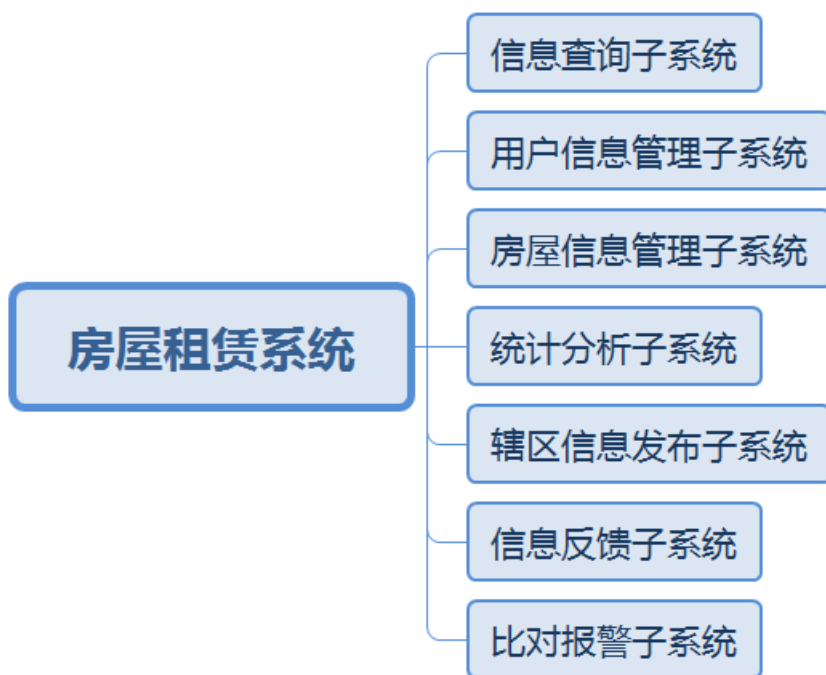 信息查询子系统
用户信息管理子系统
房屋信息管理子系统
房屋租赁系统
统计分析子系统
辖区信息发布子系统
信息反馈子系统
比对报警子系统